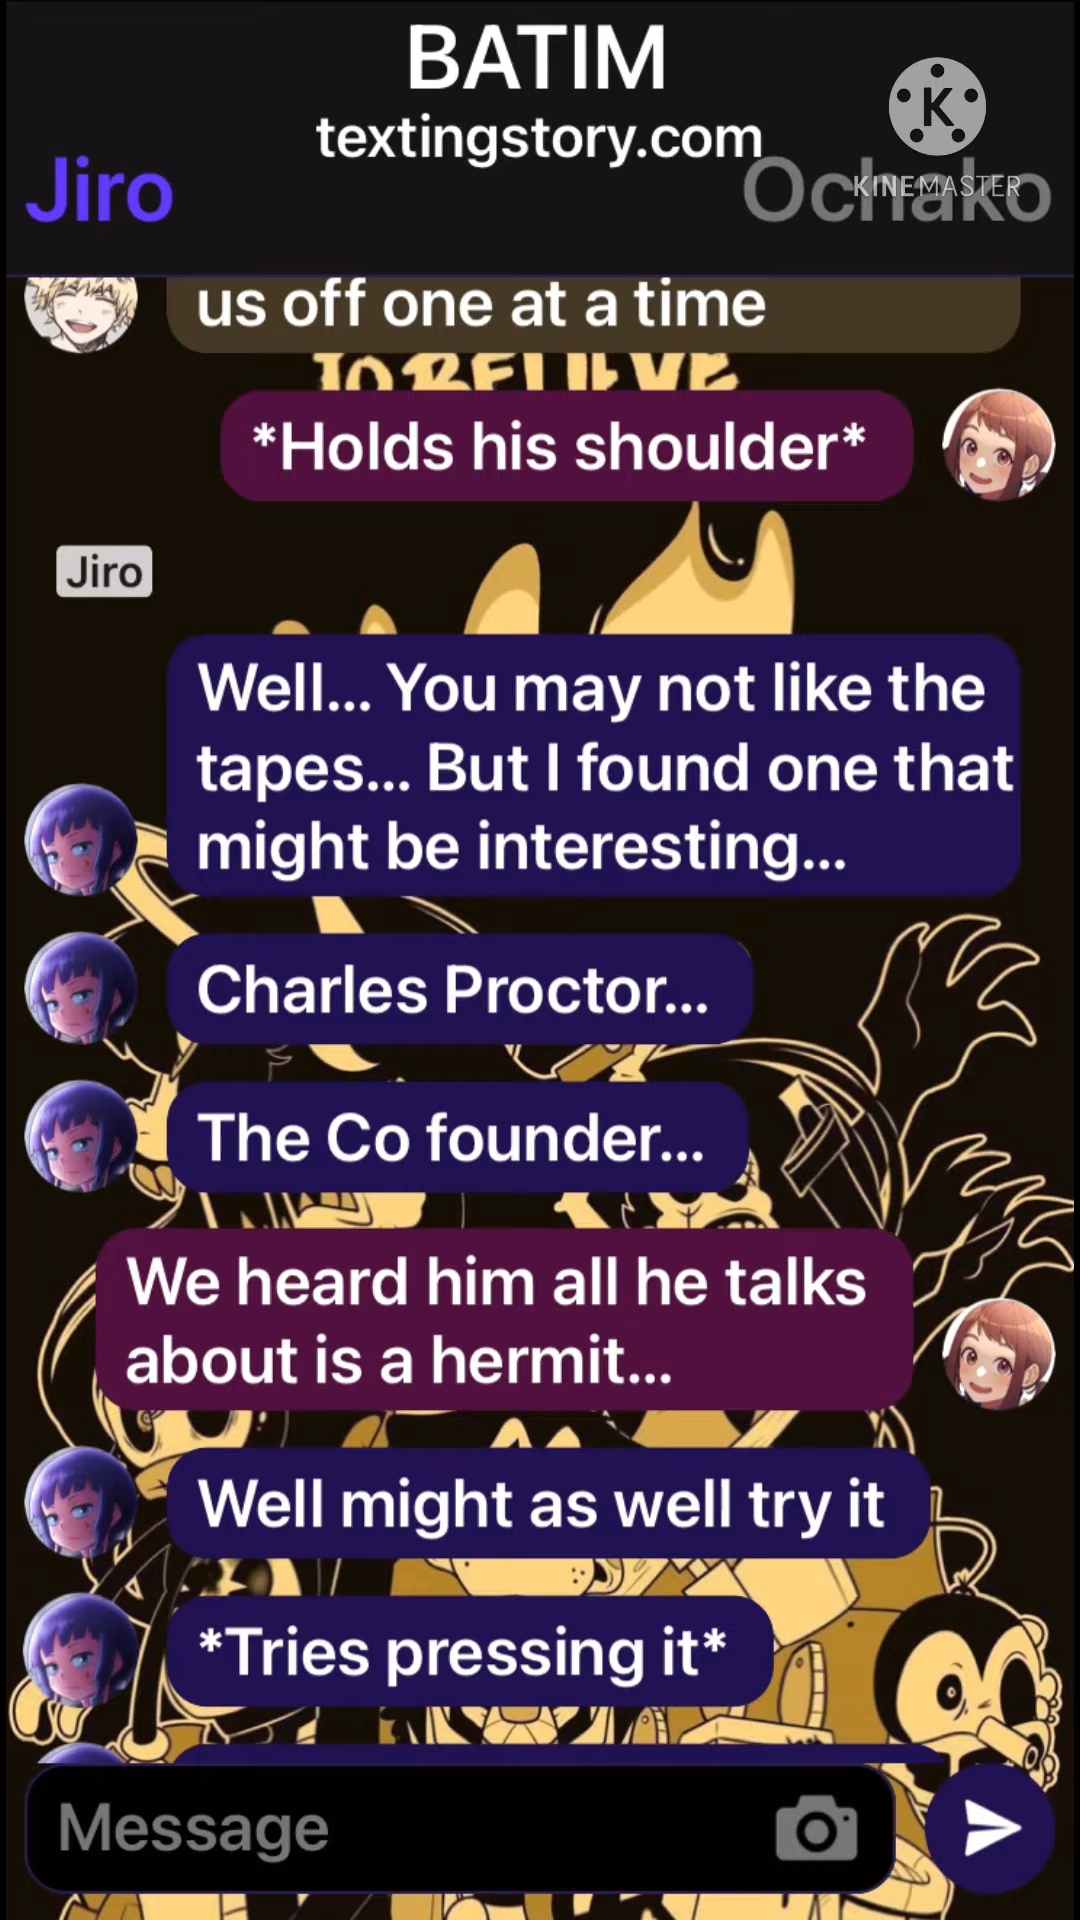 BATIM
textingstory.com
K
KINEMASTER
Jiro
Ochako
us off one at a time
TO BELIEVE
*Holds his shoulder*
Jiro
Well... You may not like the
tapes... But I found one that
might be interesting...
Charles Proctor...
The Co founder...
We heard him all he talks
about is a hermit...
Well might as well try it
*Tries pressing it*
Message